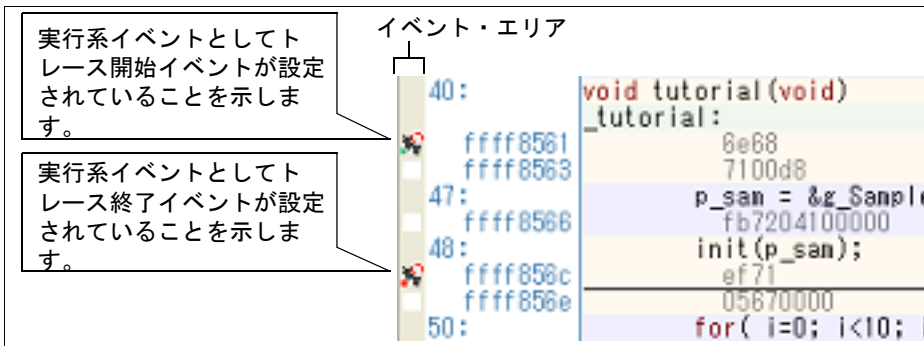 イベント・エリア
実行系イベントとしてト
レース開始イベントが設定
されていることを示しま
す。
実行系イベントとしてト
レース終了イベントが設定
されていることを示しま
す。
40: void tutorial(void)
_tutorial:
ffff8561 6e68
ffff8563 7100d8
47: p_sam = &g_Sample
ffff8566 fb7204100000
48: init(p_sam);
ffff856c ef71
ffff856e 05670000
50: for( i=0; i<10; i